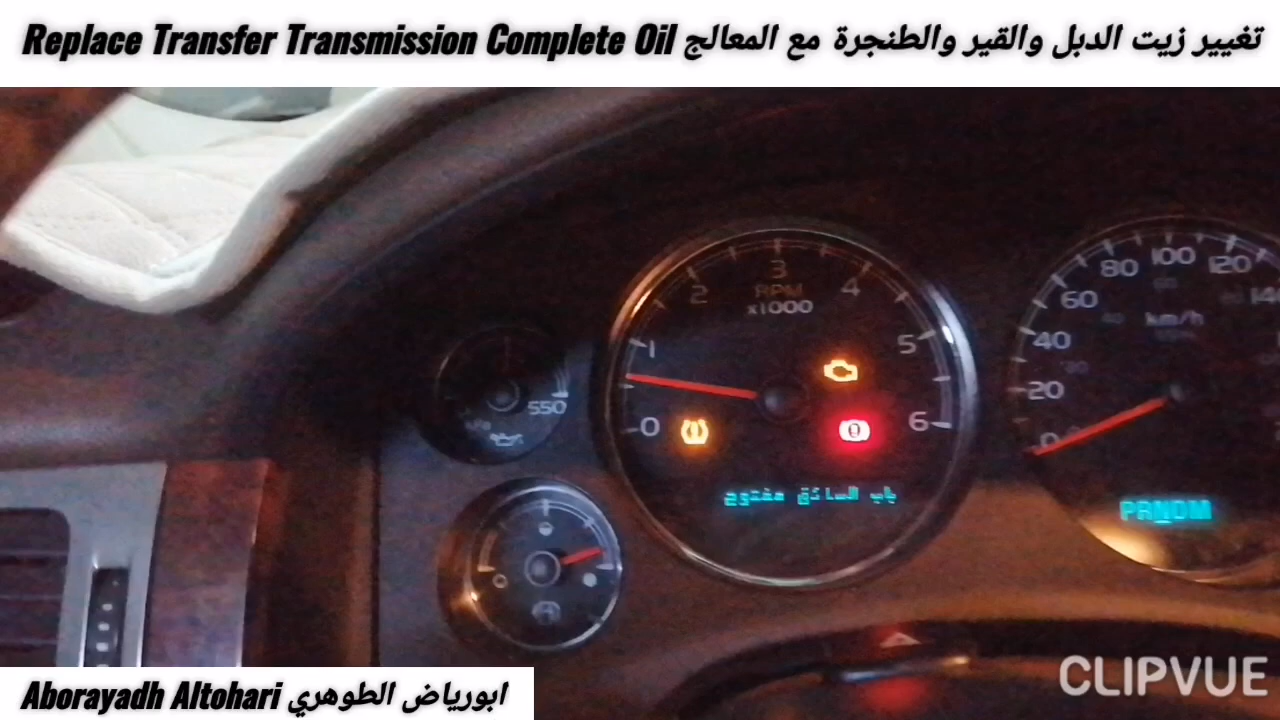 Replace Transfer Transmission Complete Oil تغيير زيت الدبل والقير والطنجرة مع المعالج
550
0 1 2 3 4 5 6
RPM
x1000
باب السائق مفتوح
0 20 40 60 80 100 120 140
km/h
PRNDM
Aborayadh Altohari ابورياض الطوهري
CLIPVUE